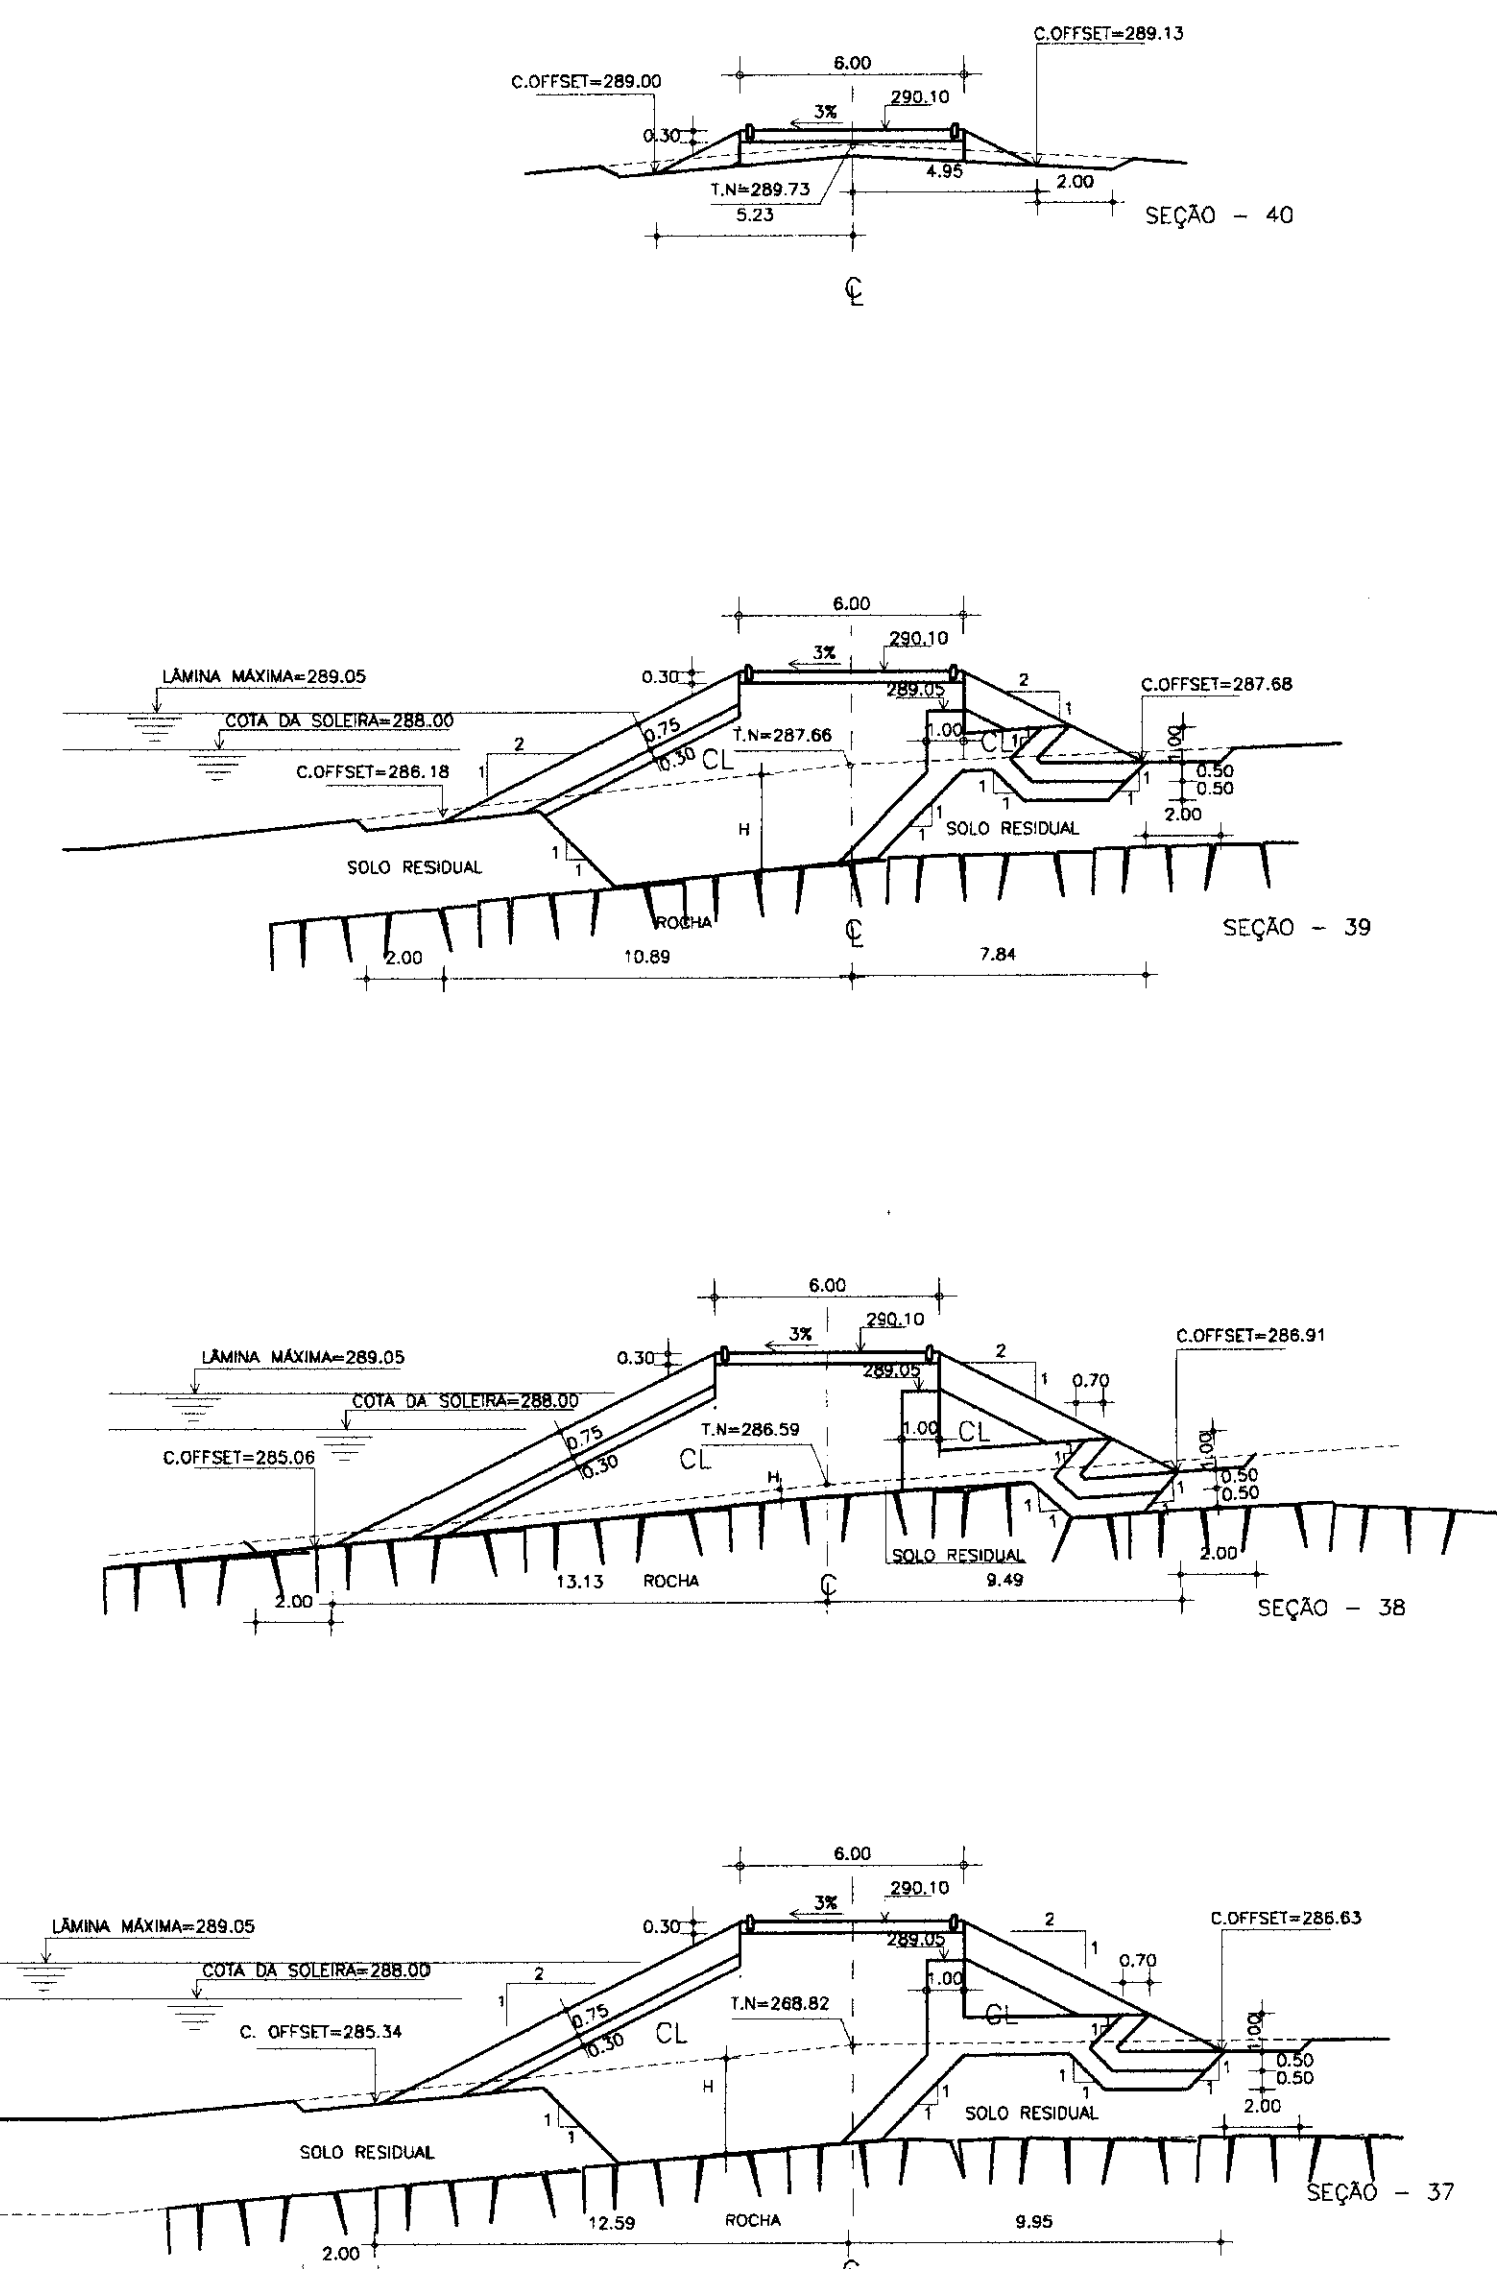 C.OFFSET=289.13
6.00
C.OFFSET=289.00
290.10
3%
0.30
4.95
2.00
T.N=289.73
5.23
SEÇÃO - 40
℄
6.00
290.10
3%
LÂMINA MÁXIMA=289.05
0.30
289.05
2
C.OFFSET=287.68
1
COTA DA SOLEIRA=288.00
0.75
T.N=287.66
1.00
CL
1
1.00
2
0.30
CL
C.OFFSET=286.18
1
0.50
0.50
1
1
1
1
2.00
H
1
1
SOLO RESIDUAL
1
1
SOLO RESIDUAL
ROCHA
℄
SEÇÃO - 39
2.00
10.89
7.84
6.00
290.10
3%
C.OFFSET=286.91
LÂMINA MÁXIMA=289.05
0.30
289.05
2
1
0.70
COTA DA SOLEIRA=288.00
T.N=286.59
1.00
CL
0.75
1.00
C.OFFSET=285.06
0.30
CL
1
H
0.50
0.50
1
1
1
1
SOLO RESIDUAL
2.00
13.13
ROCHA
℄
9.49
2.00
SEÇÃO - 38
6.00
290.10
3%
LÂMINA MÁXIMA=289.05
0.30
289.05
2
C.OFFSET=286.63
1
0.70
COTA DA SOLEIRA=288.00
2
1.00
1
0.75
T.N=268.82
CL
C. OFFSET=285.34
0.30
CL
1
1.00
0.50
0.50
H
1
1
1
1
1
2.00
1
1
SOLO RESIDUAL
1
SOLO RESIDUAL
SEÇÃO - 37
12.59
ROCHA
9.95
2.00